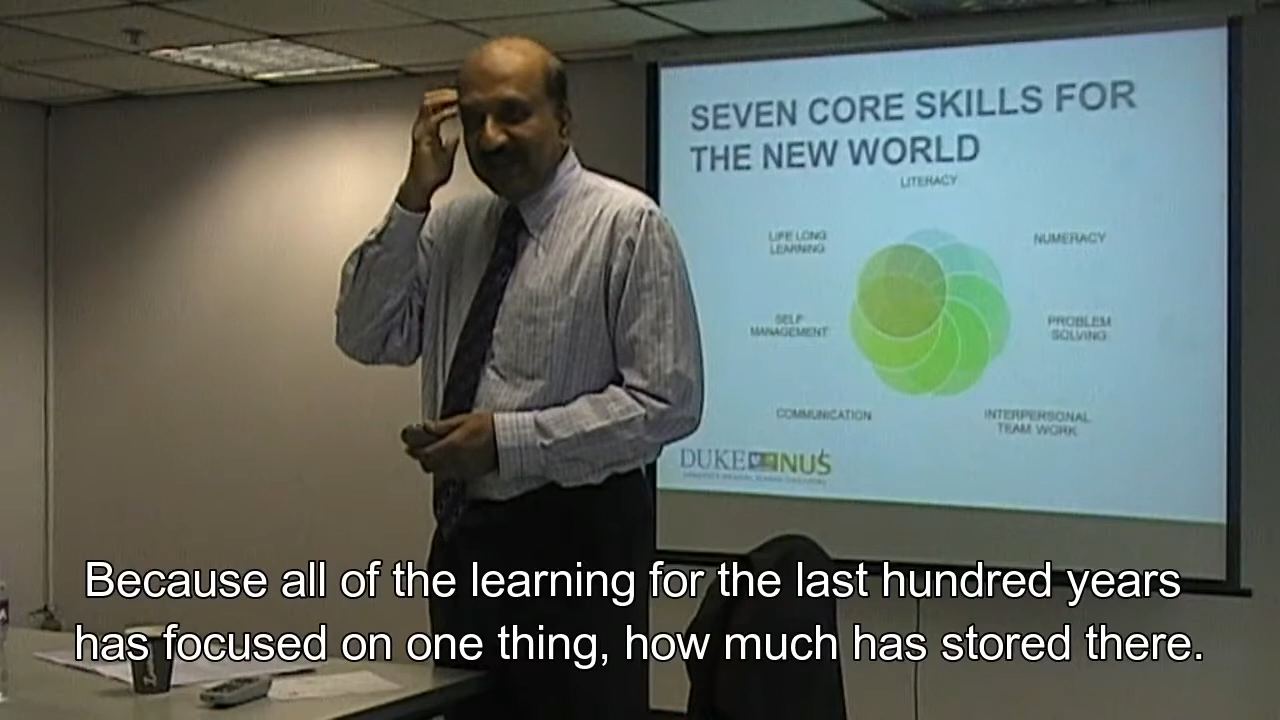 SEVEN CORE SKILLS FOR
THE NEW WORLD
LITERACY
LIFE LONG
LEARNING
NUMERACY
SELF
MANAGEMENT
PROBLEM
SOLVING
COMMUNICATION
INTERPERSONAL
TEAM WORK
DUKE NUS
Because all of the learning for the last hundred years
has focused on one thing, how much has stored there.